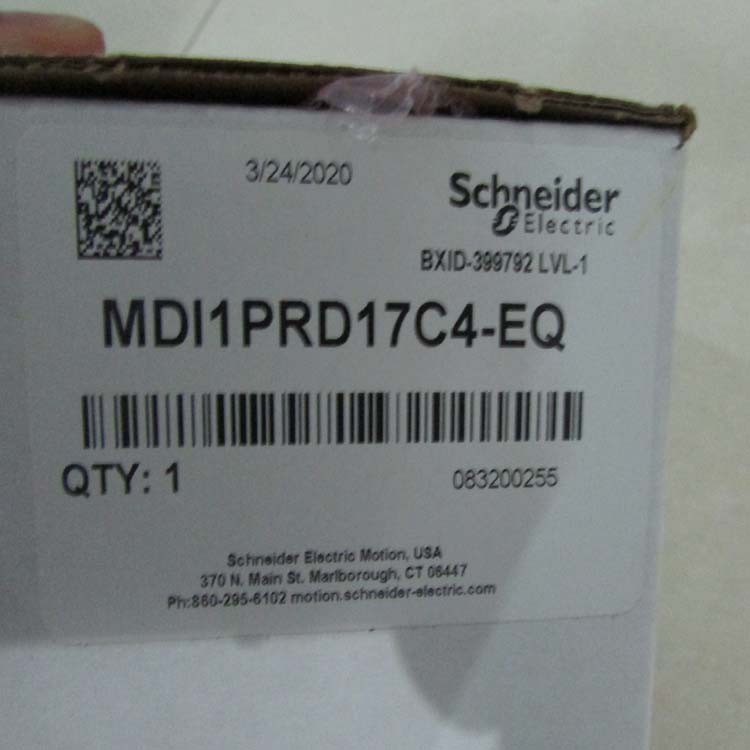 3/24/2020
Schneider
Electric
BXID-399792 LVL-1
MDI1PRD17C4-EQ
QTY: 1
083200255
Schneider Electric Motion, USA
370 N. Main St. Marlborough, CT 06447
Ph:860-295-6102 motion.schneider-electric.com